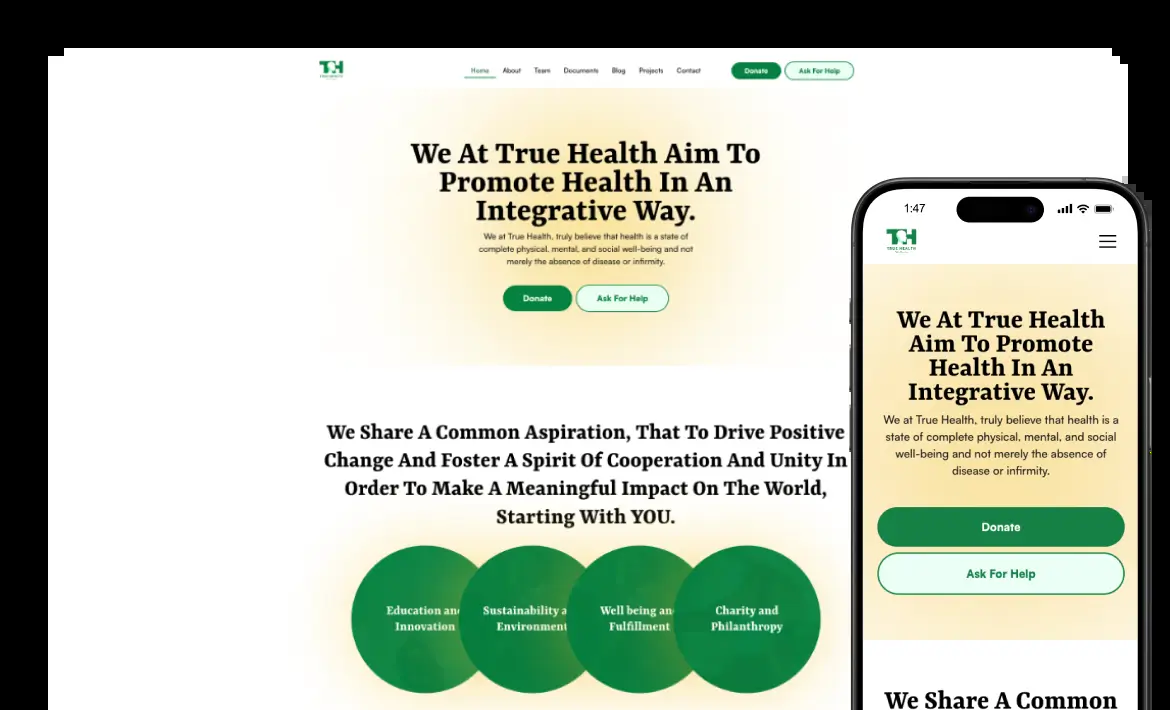 TSH
Home About Team Documents Blog Projects Contact Donate Ask For Help
We At True Health Aim To
Promote Health In An
Integrative Way.
We at True Health, truly believe that health is a state of
complete physical, mental, and social well-being and not
merely the absence of disease or infirmity.
Donate Ask For Help
We Share A Common Aspiration, That To Drive Positive
Change And Foster A Spirit Of Cooperation And Unity In
Order To Make A Meaningful Impact On The World,
Starting With YOU.
Education and
Innovation
Sustainability a
Environment
Well being an
Fulfillment
Charity and
Philanthropy
1:47
TSH
TRUE HEALTH
We At True Health
Aim To Promote
Health In An
Integrative Way.
We at True Health, truly believe that health is a
state of complete physical, mental, and social
well-being and not merely the absence of
disease or infirmity.
Donate
Ask For Help
We Share A Common